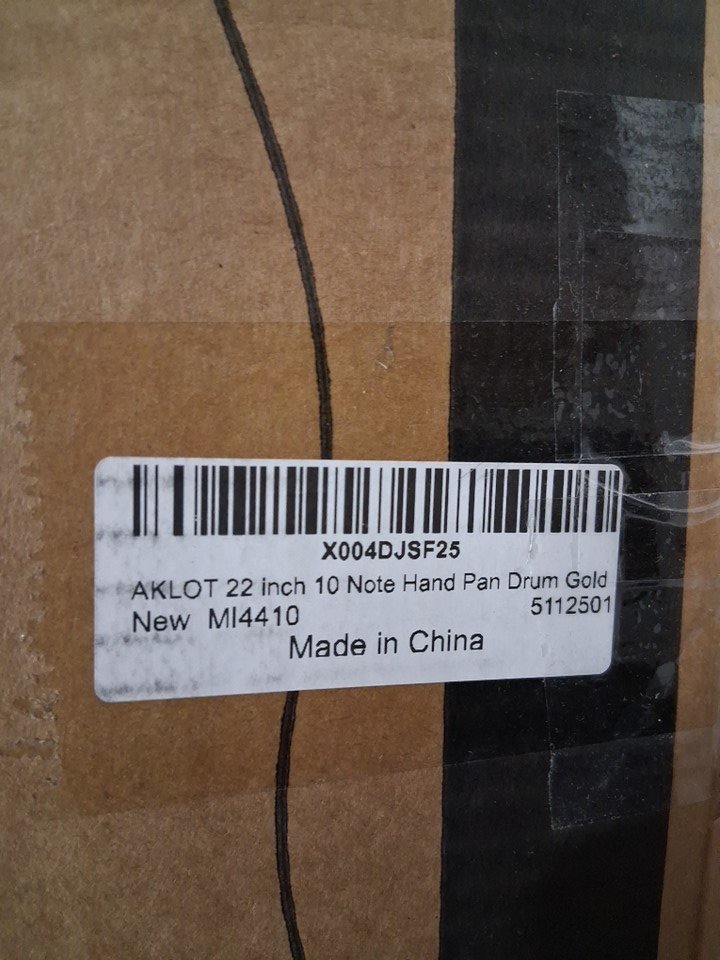 X004DJSF25
AKLOT 22 inch 10 Note Hand Pan Drum Gold
New MI4410 5112501
Made in China